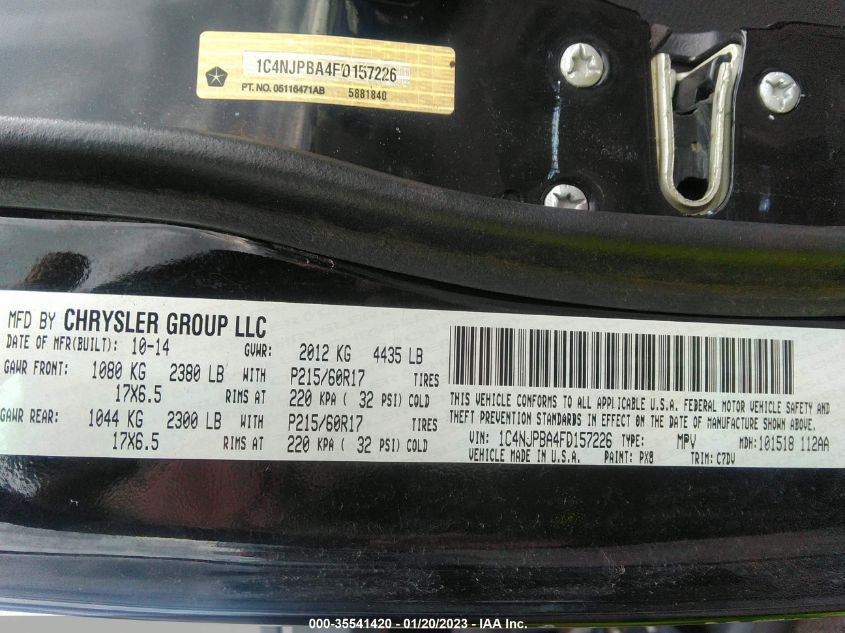 1C4NJPBA4FD157226
PT. NO. 05116471AB 5881840
MFD BY CHRYSLER GROUP LLC
DATE OF MFR(BUILT): 10-14 GVWR: 2012 KG 4435 LB
GAWR FRONT: 1080 KG 2380 LB WITH P215/60R17 TIRES
17X6.5 RIMS AT 220 KPA ( 32 PSI) COLD
GAWR REAR: 1044 KG 2300 LB WITH P215/60R17 TIRES
17X6.5 RIMS AT 220 KPA ( 32 PSI) COLD
THIS VEHICLE CONFORMS TO ALL APPLICABLE U.S.A. FEDERAL MOTOR VEHICLE SAFETY AND
THEFT PREVENTION STANDARDS IN EFFECT ON THE DATE OF MANUFACTURE SHOWN ABOVE.
VIN: 1C4NJPBA4FD157226 TYPE: MPV MDH:101518 112AA
VEHICLE MADE IN U.S.A. PAINT: PX8 TRIM: C7DV
000-35541420 — 01/20/2023 — © IAA Inc.